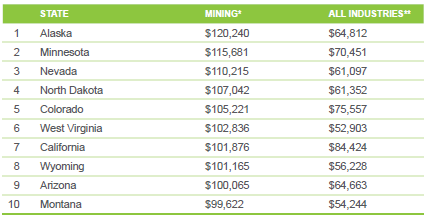 STATE MINING* ALL INDUSTRIES**
1 Alaska $120,240 $64,812
2 Minnesota $115,681 $70,451
3 Nevada $110,215 $61,097
4 North Dakota $107,042 $61,352
5 Colorado $105,221 $75,557
6 West Virginia $102,836 $52,903
7 California $101,876 $84,424
8 Wyoming $101,165 $56,228
9 Arizona $100,065 $64,663
10 Montana $99,622 $54,244